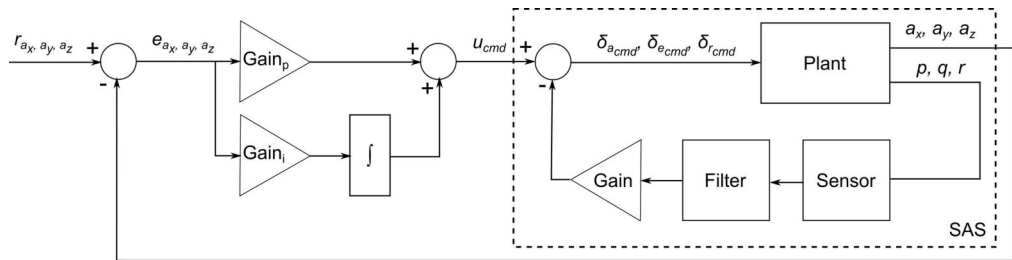 r_{a_x, a_y, a_z}
+
-
e_{a_x, a_y, a_z}
Gain_p
Gain_i
∫
+
+
u_{cmd}
+
-
δ_{a_{cmd}}, δ_{e_{cmd}}, δ_{r_{cmd}}
Plant
a_x, a_y, a_z
p, q, r
Gain
Filter
Sensor
SAS